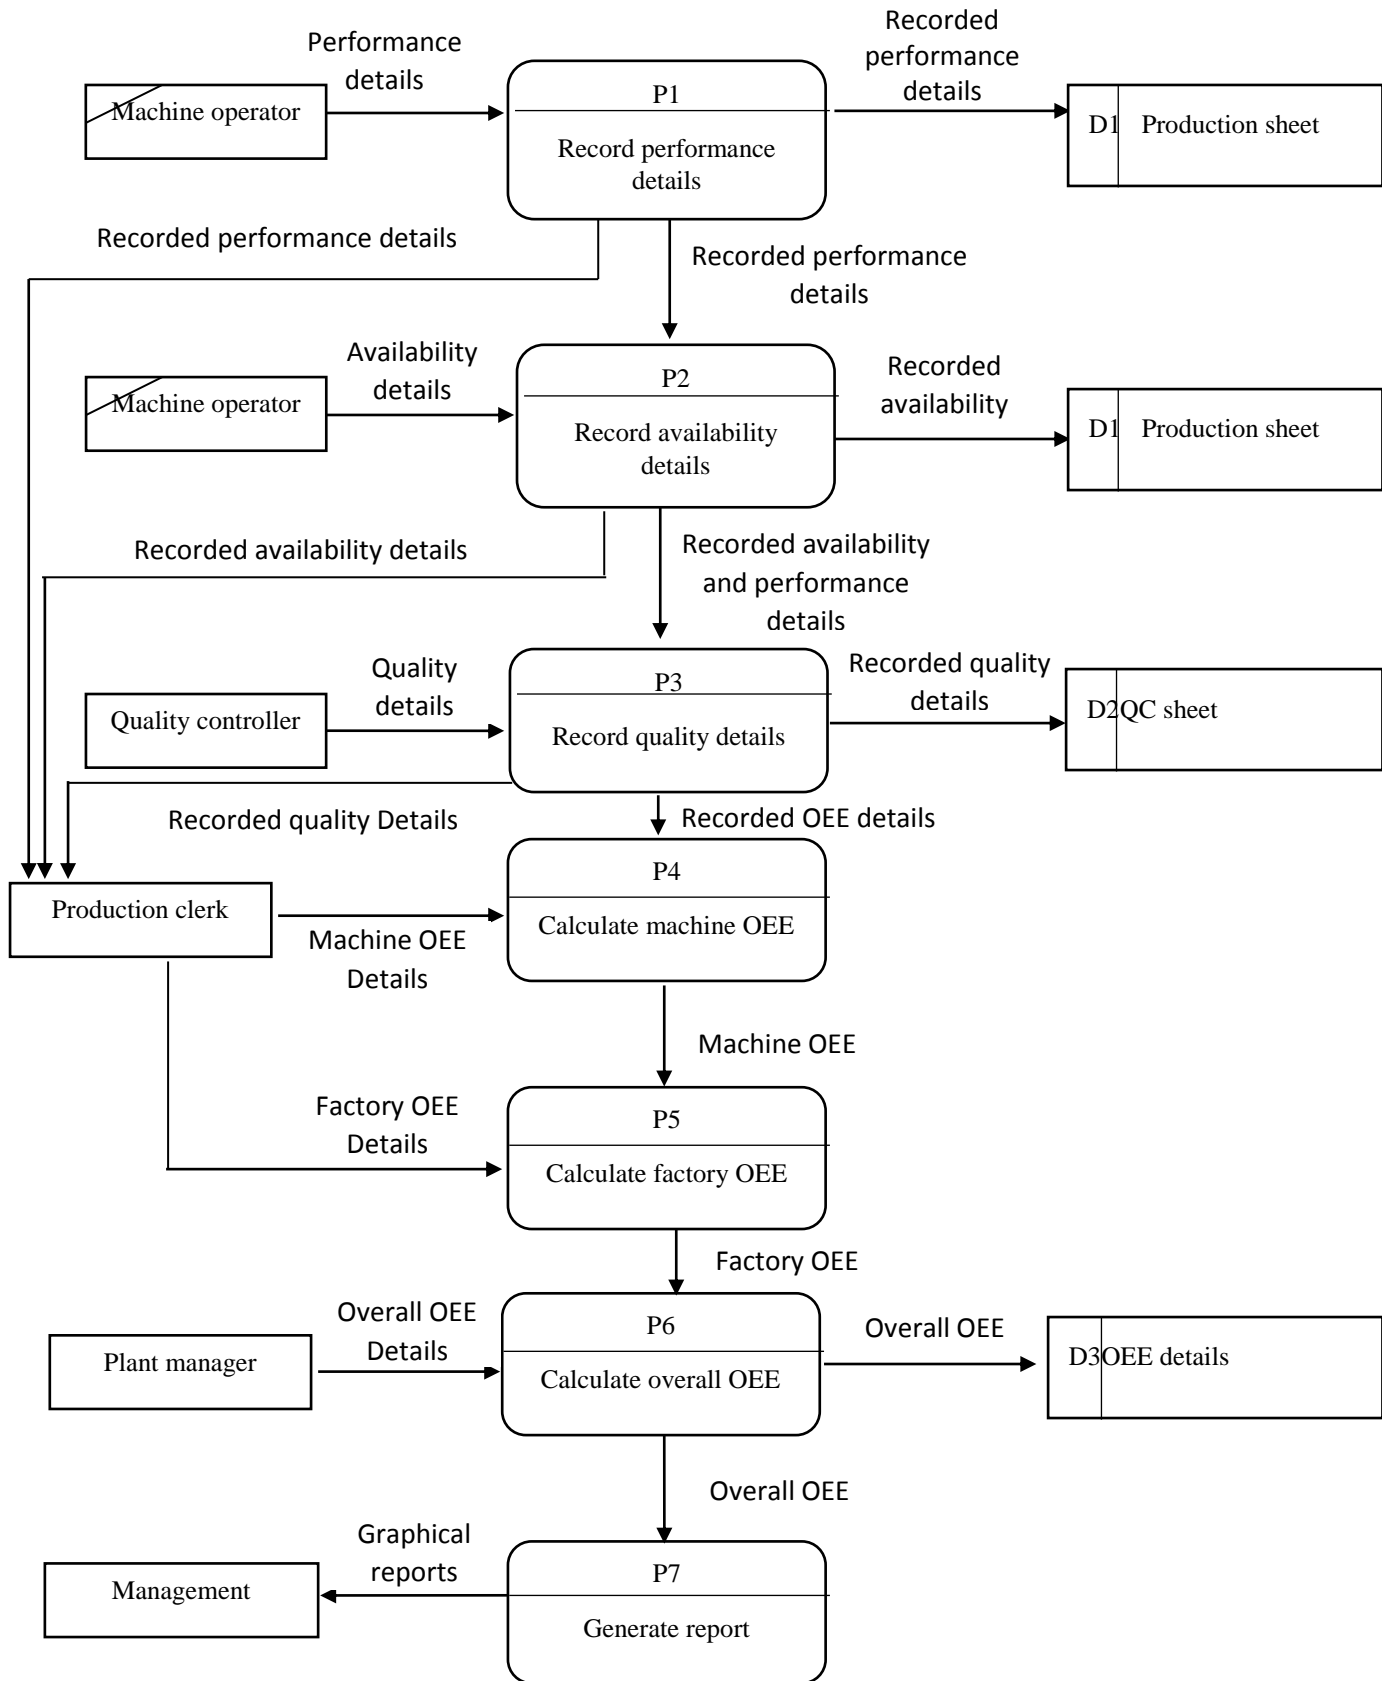 Performance
details
Recorded
performance
details
Machine operator
P1
Record performance
details
D1 Production sheet
Recorded performance details
Recorded performance
details
Availability
details
Machine operator
P2
Record availability
details
Recorded
availability
D1 Production sheet
Recorded availability details
Recorded availability
and performance
details
Quality
details
Quality controller
P3
Record quality details
Recorded quality
details
D2QC sheet
Recorded quality Details
Recorded OEE details
Production clerk
Machine OEE
Details
P4
Calculate machine OEE
Machine OEE
Factory OEE
Details
P5
Calculate factory OEE
Factory OEE
Plant manager
Overall OEE
Details
P6
Calculate overall OEE
Overall OEE
D3OEE details
Overall OEE
Graphical
reports
Management
P7
Generate report